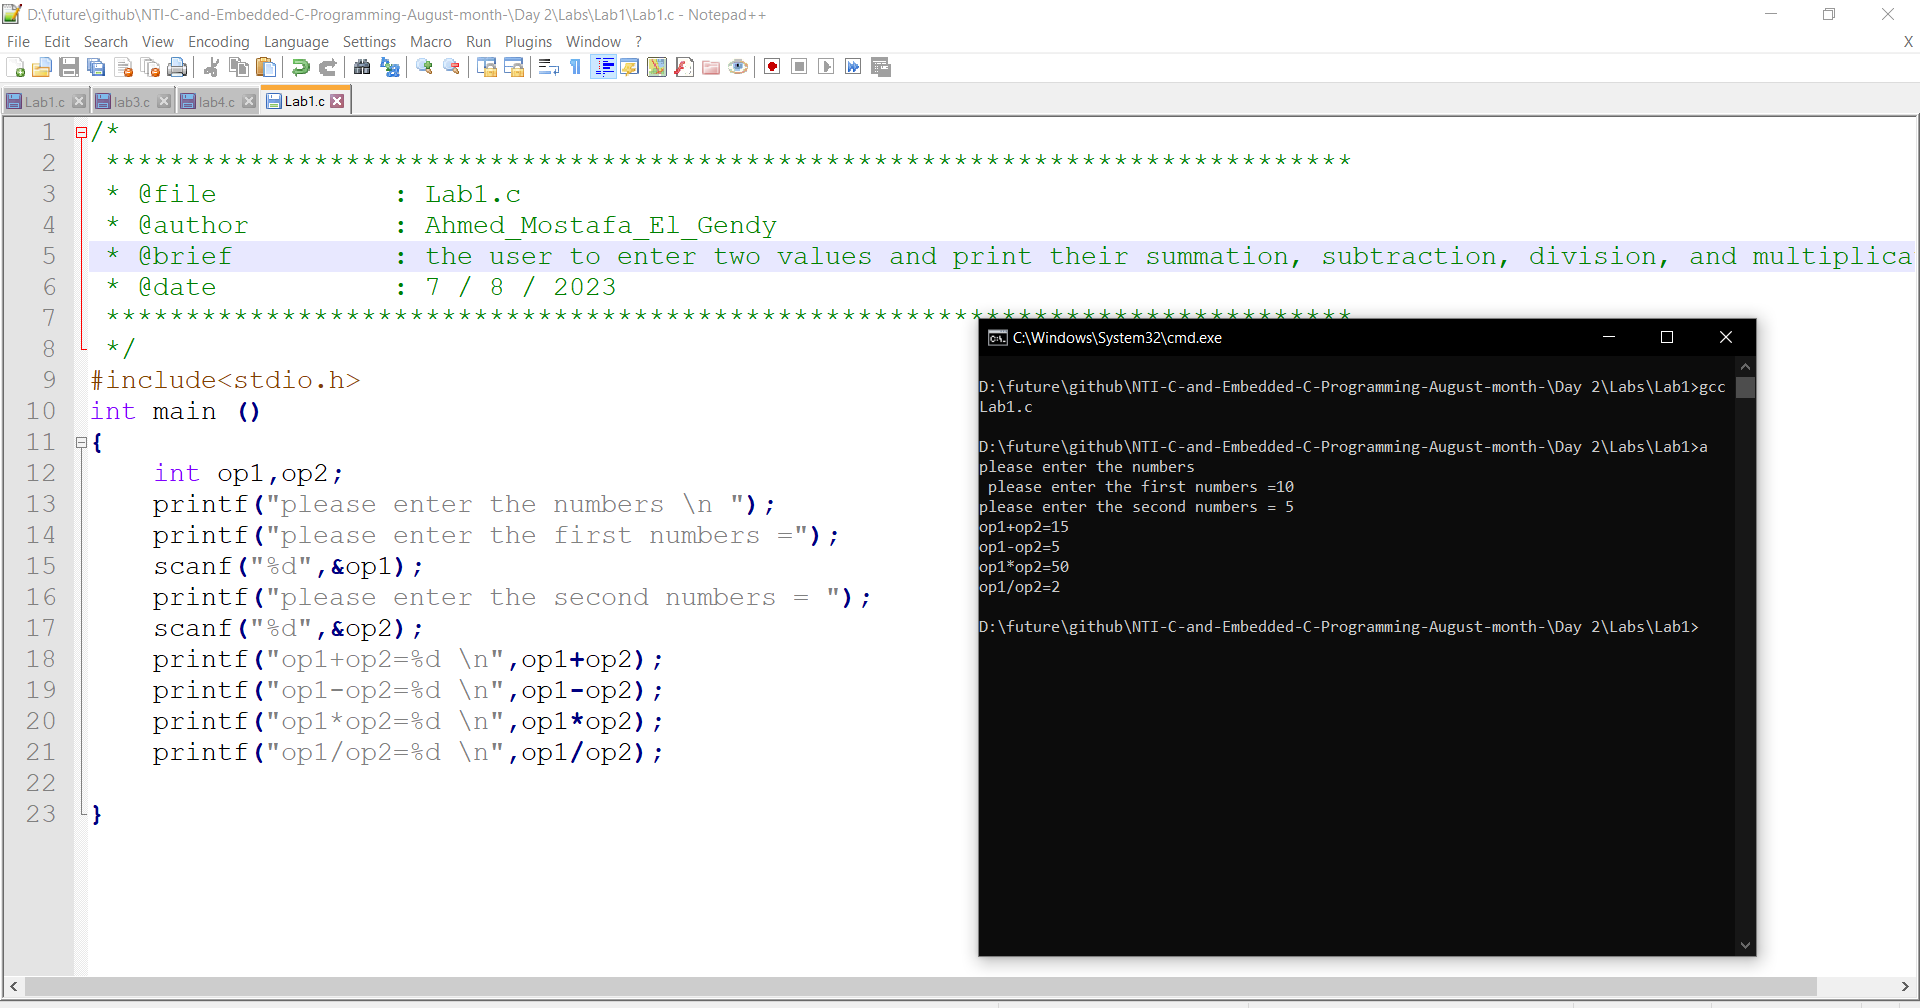 D:\future\github\NTI-C-and-Embedded-C-Programming-August-month-\Day 2\Labs\Lab1\Lab1.c - Notepad++
File Edit Search View Encoding Language Settings Macro Run Plugins Window ? X
Lab1.c lab3.c lab4.c Lab1.c
1 /*
2 ******************************************************************************
3 * @file : Lab1.c
4 * @author : Ahmed_Mostafa_El_Gendy
5 * @brief : the user to enter two values and print their summation, subtraction, division, and multiplica
6 * @date : 7 / 8 / 2023
7 ******************************************************************************
8 */
9 #include<stdio.h>
10 int main ()
11 {
12 int op1,op2;
13 printf("please enter the numbers \n ");
14 printf("please enter the first numbers =");
15 scanf("%d",&op1);
16 printf("please enter the second numbers = ");
17 scanf("%d",&op2);
18 printf("op1+op2=%d \n",op1+op2);
19 printf("op1-op2=%d \n",op1-op2);
20 printf("op1*op2=%d \n",op1*op2);
21 printf("op1/op2=%d \n",op1/op2);
22
23 }
C:\Windows\System32\cmd.exe
D:\future\github\NTI-C-and-Embedded-C-Programming-August-month-\Day 2\Labs\Lab1>gcc
Lab1.c
D:\future\github\NTI-C-and-Embedded-C-Programming-August-month-\Day 2\Labs\Lab1>a
please enter the numbers
please enter the first numbers =10
please enter the second numbers = 5
op1+op2=15
op1-op2=5
op1*op2=50
op1/op2=2
D:\future\github\NTI-C-and-Embedded-C-Programming-August-month-\Day 2\Labs\Lab1>